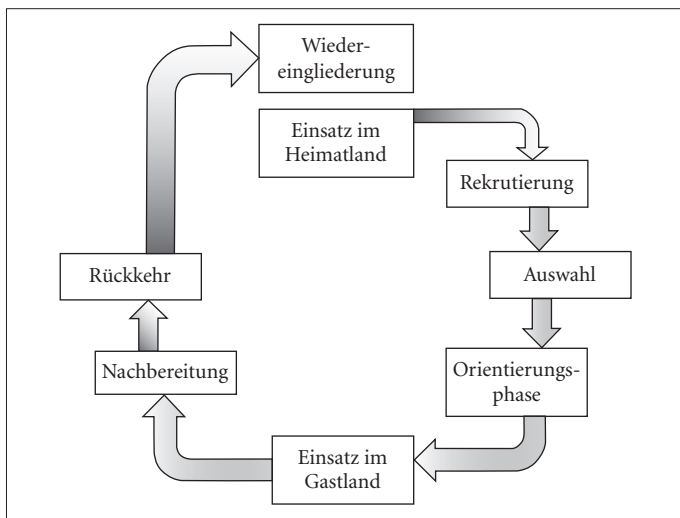 Wieder-
eingliederung
Einsatz im
Heimatland
Rekrutierung
Auswahl
Orientierungs-
phase
Einsatz im
Gastland
Nachbereitung
Rückkehr